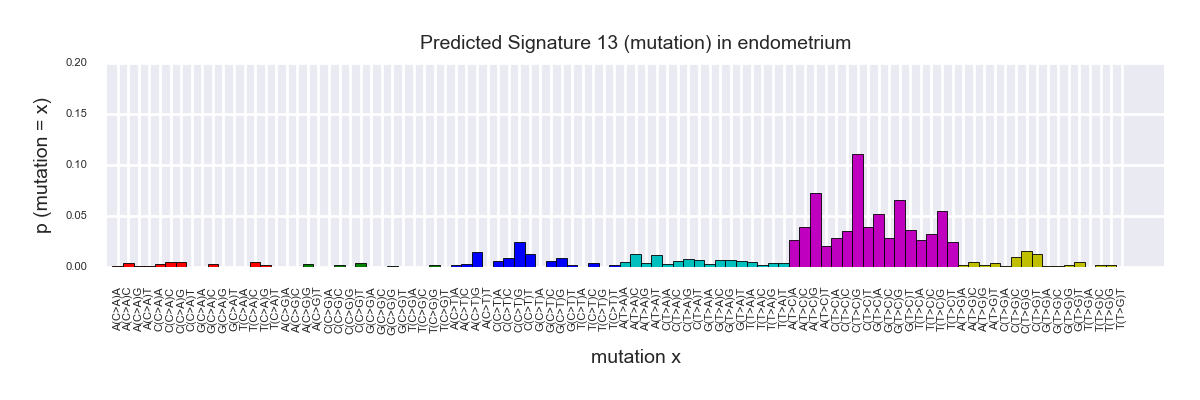 Predicted Signature 13 (mutation) in endometrium
p (mutation = x)
0.20
0.15
0.10
0.05
0.00
A(C>A)A A(C>A)C A(C>A)G A(C>A)T C(C>A)A C(C>A)C C(C>A)G C(C>A)T G(C>A)A G(C>A)C G(C>A)G G(C>A)T T(C>A)A T(C>A)C T(C>A)G T(C>A)T A(C>G)A A(C>G)C A(C>G)G A(C>G)T C(C>G)A C(C>G)C C(C>G)G C(C>G)T G(C>G)A G(C>G)C G(C>G)G G(C>G)T T(C>G)A T(C>G)C T(C>G)G T(C>G)T A(C>T)A A(C>T)C A(C>T)G A(C>T)T C(C>T)A C(C>T)C C(C>T)G C(C>T)T G(C>T)A G(C>T)C G(C>T)G G(C>T)T T(C>T)A T(C>T)C T(C>T)G T(C>T)T A(T>A)A A(T>A)C A(T>A)G A(T>A)T C(T>A)A C(T>A)C C(T>A)G C(T>A)T G(T>A)A G(T>A)C G(T>A)G G(T>A)T T(T>A)A T(T>A)C T(T>A)G T(T>A)T A(T>C)A A(T>C)C A(T>C)G A(T>C)T C(T>C)A C(T>C)C C(T>C)G C(T>C)T G(T>C)A G(T>C)C G(T>C)G G(T>C)T T(T>C)A T(T>C)C T(T>C)G T(T>C)T A(T>G)A A(T>G)C A(T>G)G A(T>G)T C(T>G)A C(T>G)C C(T>G)G C(T>G)T G(T>G)A G(T>G)C G(T>G)G G(T>G)T T(T>G)A T(T>G)C T(T>G)G T(T>G)T
mutation x